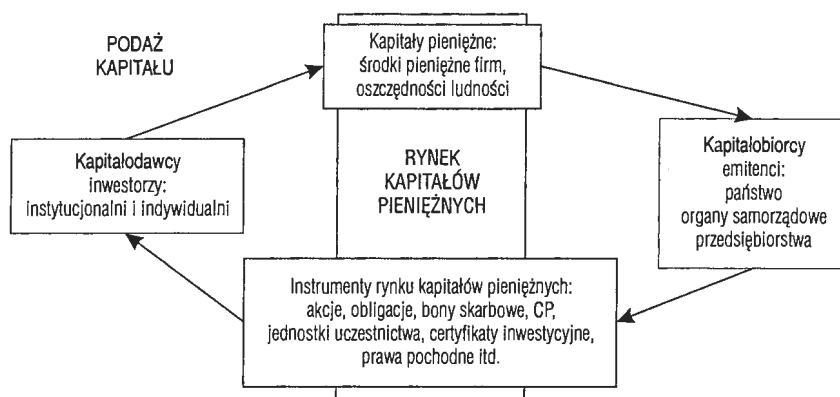 PODAŻ
KAPITAŁU
Kapitały pieniężne:
środki pieniężne firm,
oszczędności ludności
Kapitałodawcy
inwestorzy:
instytucjonalni i indywidualni
RYNEK
KAPITAŁÓW
PIENIĘŻNYCH
Kapitałobiorcy
emitenci:
państwo
organy samorządowe
przedsiębiorstwa
Instrumenty rynku kapitałów pieniężnych:
akcje, obligacje, bony skarbowe, CP,
jednostki uczestnictwa, certyfikaty inwestycyjne,
prawa pochodne itd.